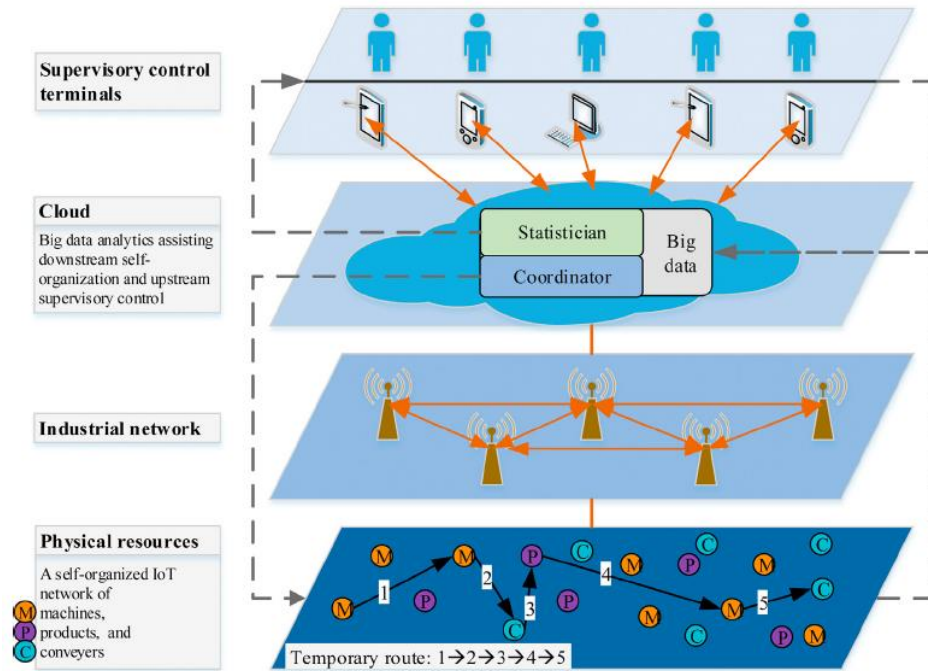 Supervisory control
terminals
Cloud
Big data analytics assisting
downstream self-
organization and upstream
supervisory control
Statistician
Coordinator
Big
data
Industrial network
Physical resources
A self-organized IoT
network of
M machines,
P products, and
C conveyers
M
M
P
C
M
P
M
C
1
2
3
4
5
M
P
C
P
M
M
C
C
P
M
Temporary route: 1→2→3→4→5